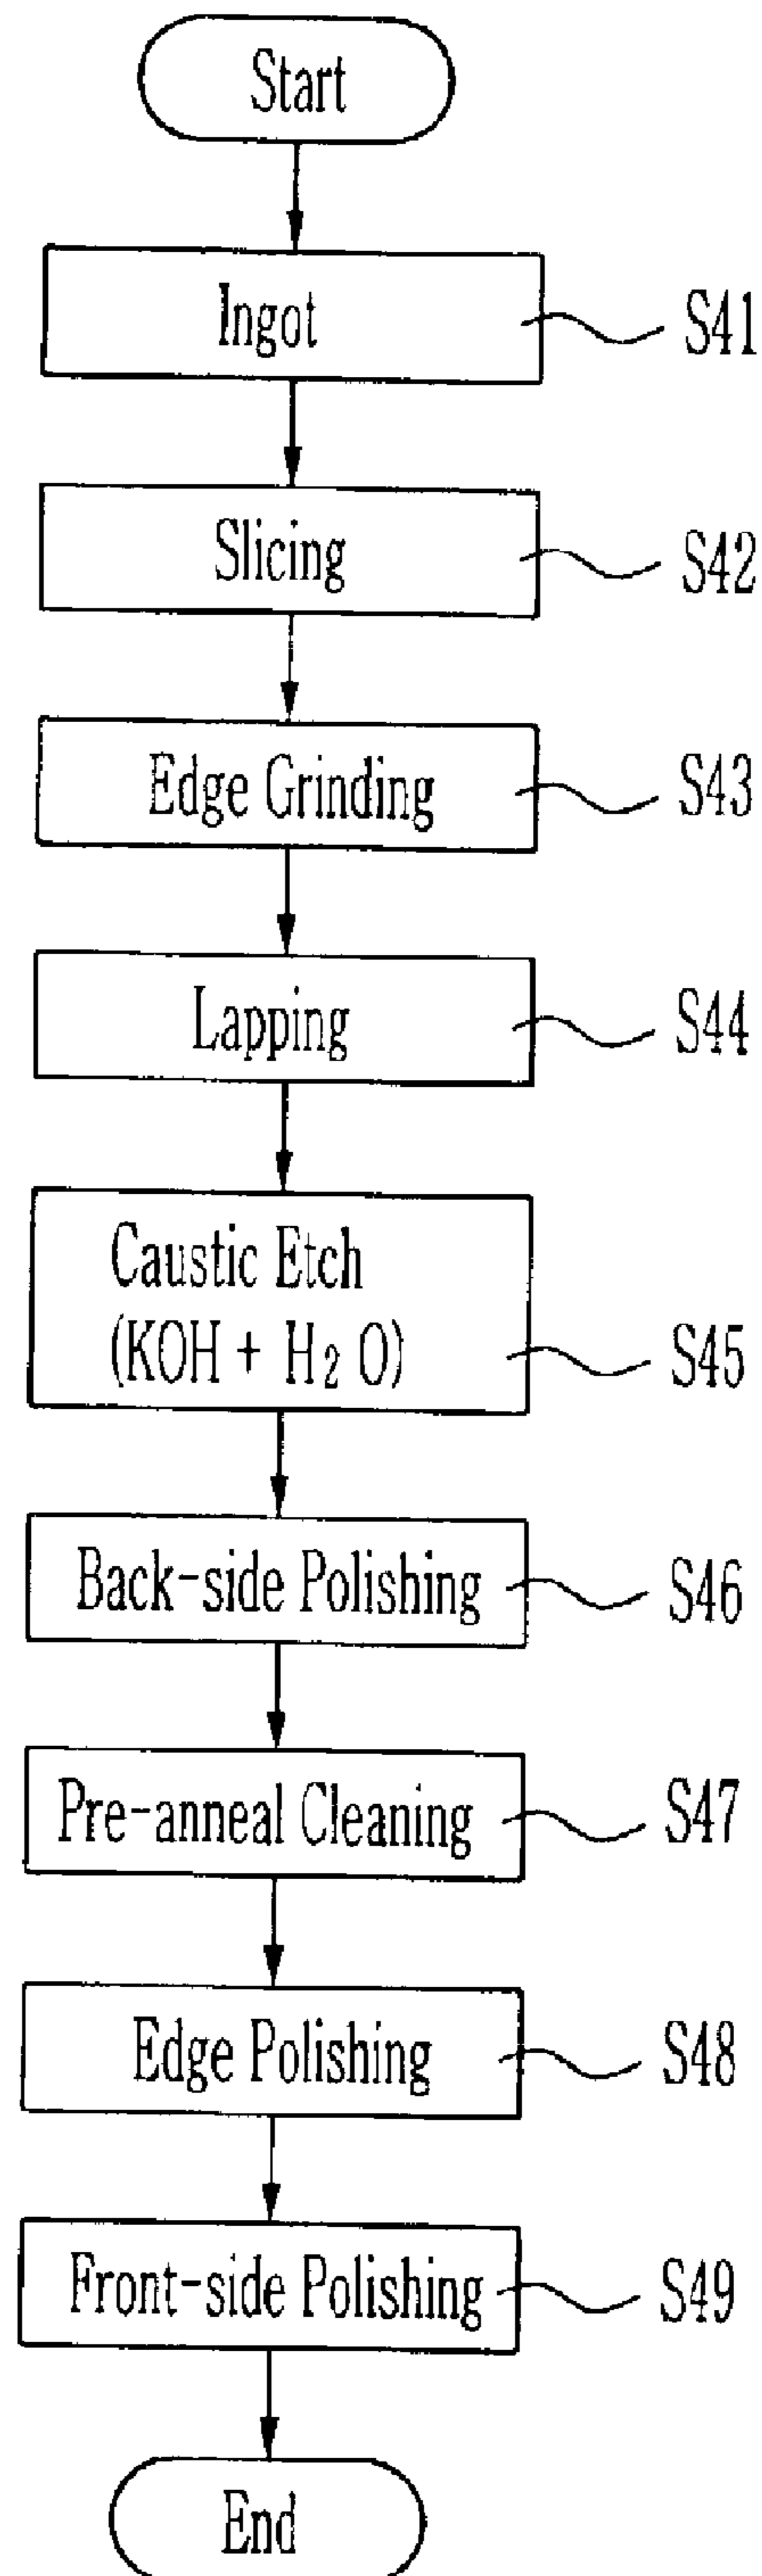 Start
Ingot S41
Slicing S42
Edge Grinding S43
Lapping S44
Caustic Etch
(KOH + H₂ O) S45
Back-side Polishing S46
Pre-anneal Cleaning S47
Edge Polishing S48
Front-side Polishing S49
End